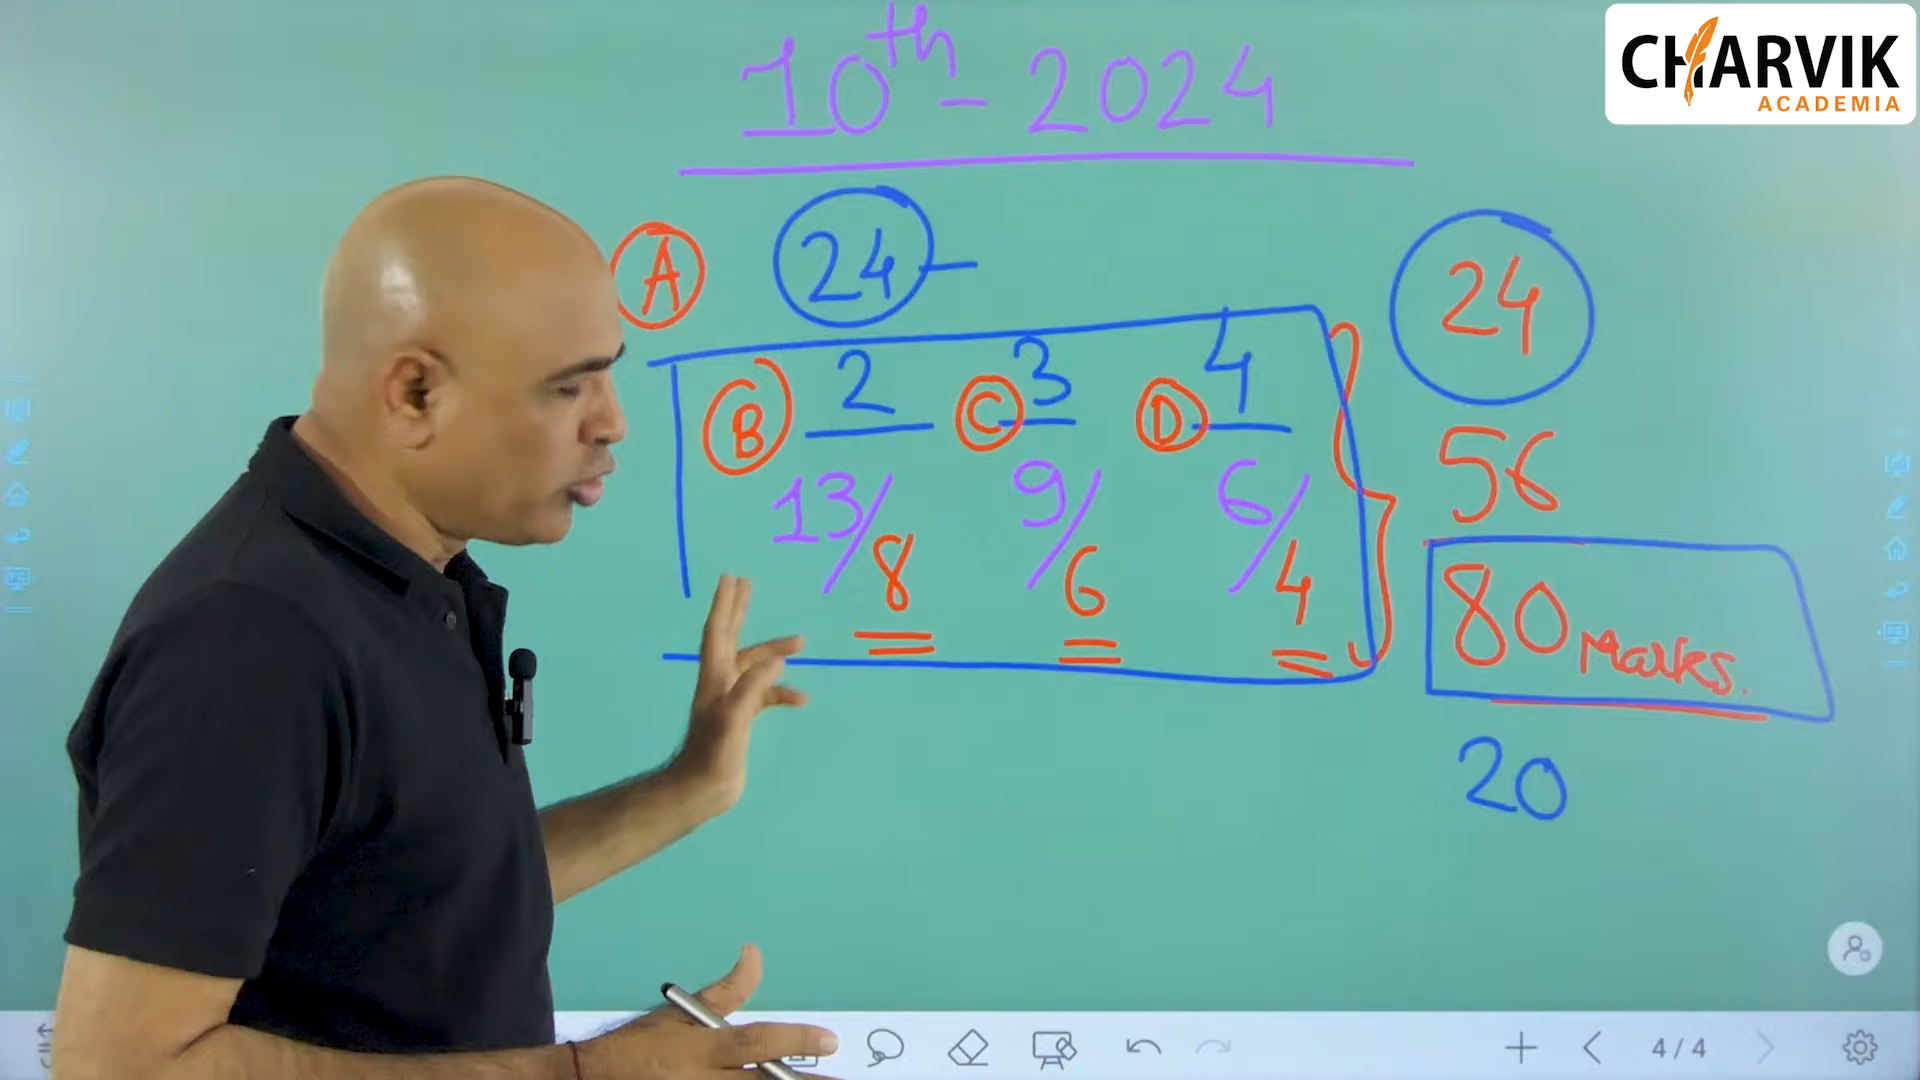 CHARVIK
ACADEMIA
10th - 2024
A 24 -
24
B 2 C 3 D 4
13/8 9/6 6/4
56
80 Marks.
20
4/4